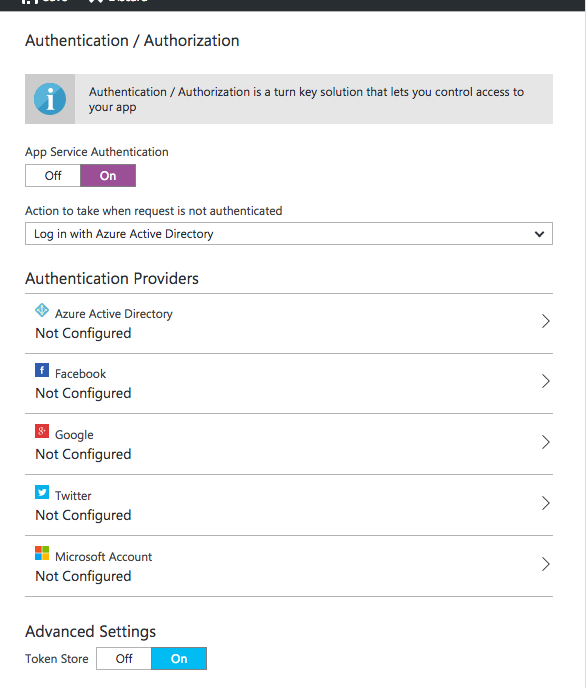 Authentication / Authorization
Authentication / Authorization is a turn key solution that lets you control access to
your app
App Service Authentication
Off On
Action to take when request is not authenticated
Log in with Azure Active Directory
Authentication Providers
Azure Active Directory
Not Configured
Facebook
Not Configured
Google
Not Configured
Twitter
Not Configured
Microsoft Account
Not Configured
Advanced Settings
Token Store Off On